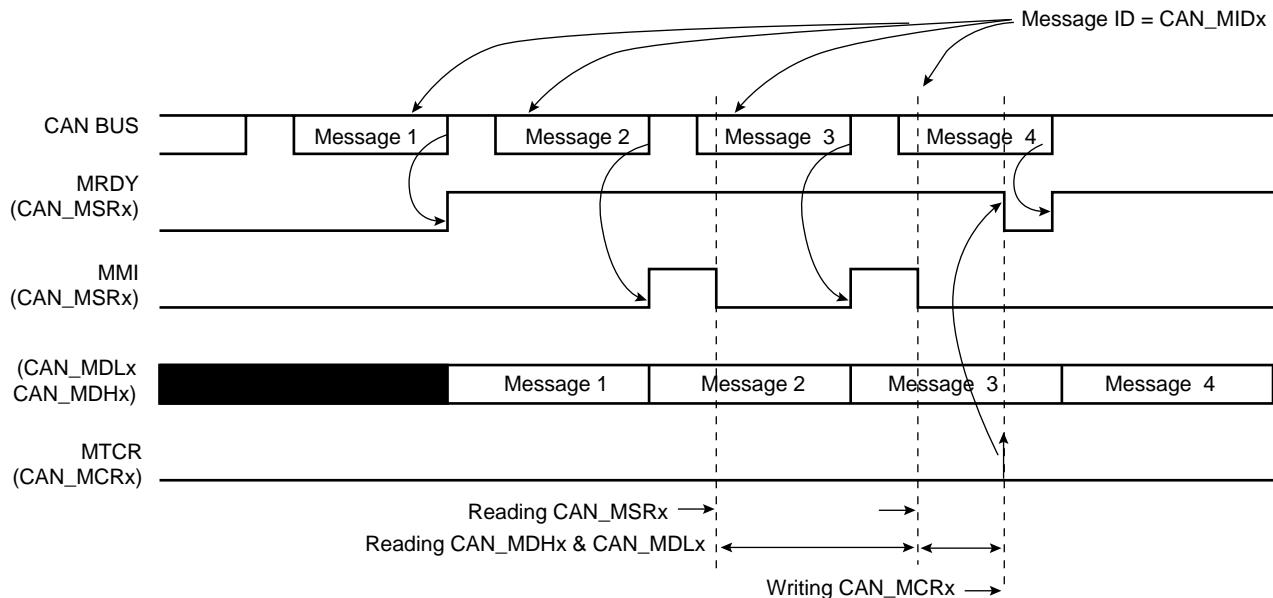 Message ID = CAN_MIDx
CAN BUS
Message 1
Message 2
Message 3
Message 4
MRDY
(CAN_MSRx)
MMI
(CAN_MSRx)
(CAN_MDLx
CAN_MDHx)
Message 1
Message 2
Message 3
Message 4
MTCR
(CAN_MCRx)
Reading CAN_MSRx
Reading CAN_MDHx & CAN_MDLx
Writing CAN_MCRx